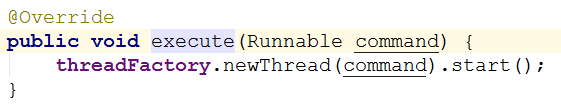 @Override
public void execute(Runnable command) {
    threadFactory.newThread(command).start();
}